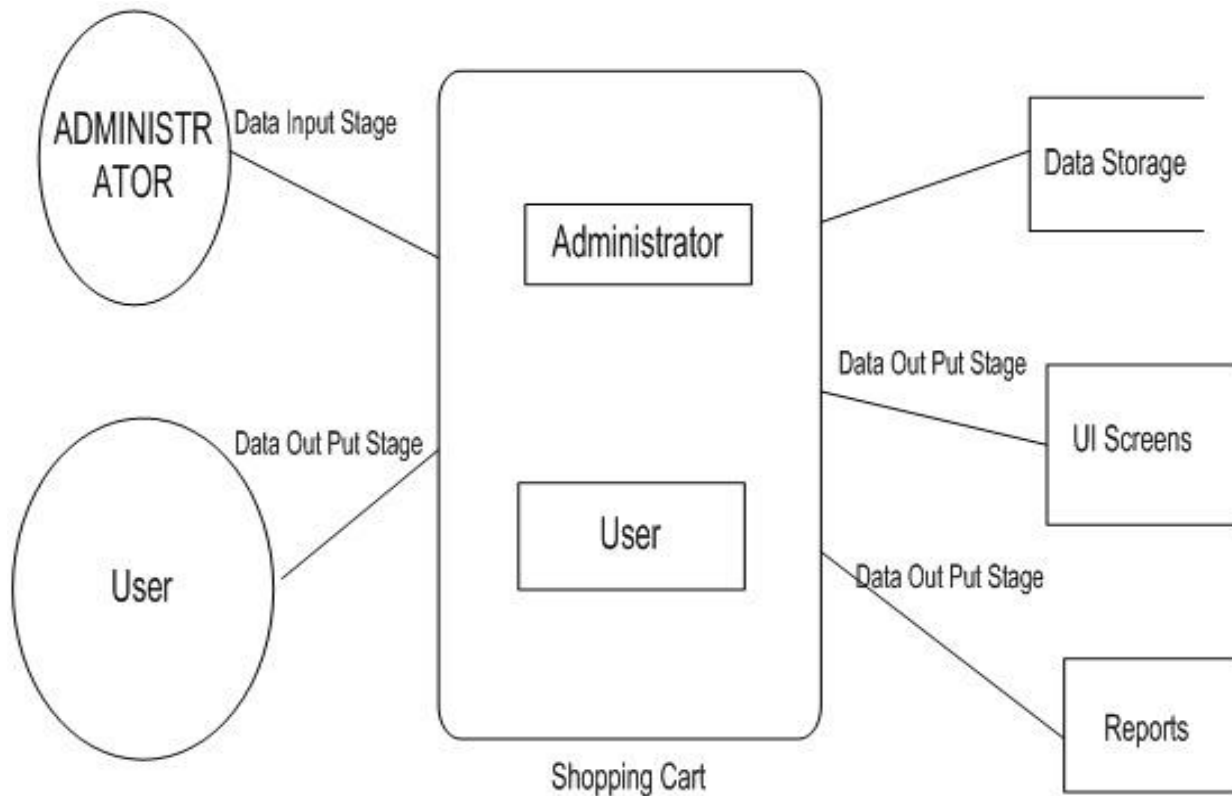 ADMINISTR
ATOR
Data Input Stage
Administrator
Data Storage
User
Data Out Put Stage
User
Data Out Put Stage
UI Screens
Data Out Put Stage
Reports
Shopping Cart